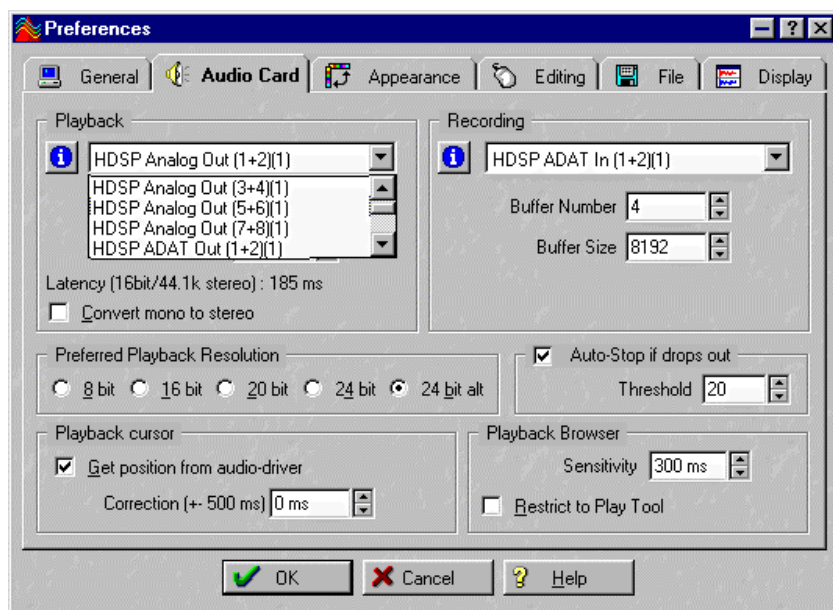 Preferences
General
Audio Card
Appearance
Editing
File
Display
Playback
HDSP Analog Out (1+2)(1)
HDSP Analog Out (3+4)(1)
HDSP Analog Out (5+6)(1)
HDSP Analog Out (7+8)(1)
HDSP ADAT Out (1+2)(1)
Latency (16bit/44.1k stereo) : 185 ms
Convert mono to stereo
Recording
HDSP ADAT In (1+2)(1)
Buffer Number 4
Buffer Size 8192
Preferred Playback Resolution
8 bit 16 bit 20 bit 24 bit 24 bit alt
Auto-Stop if drops out
Threshold 20
Playback cursor
Get position from audio-driver
Correction (+- 500 ms) 0 ms
Playback Browser
Sensitivity 300 ms
Restrict to Play Tool
OK
Cancel
Help